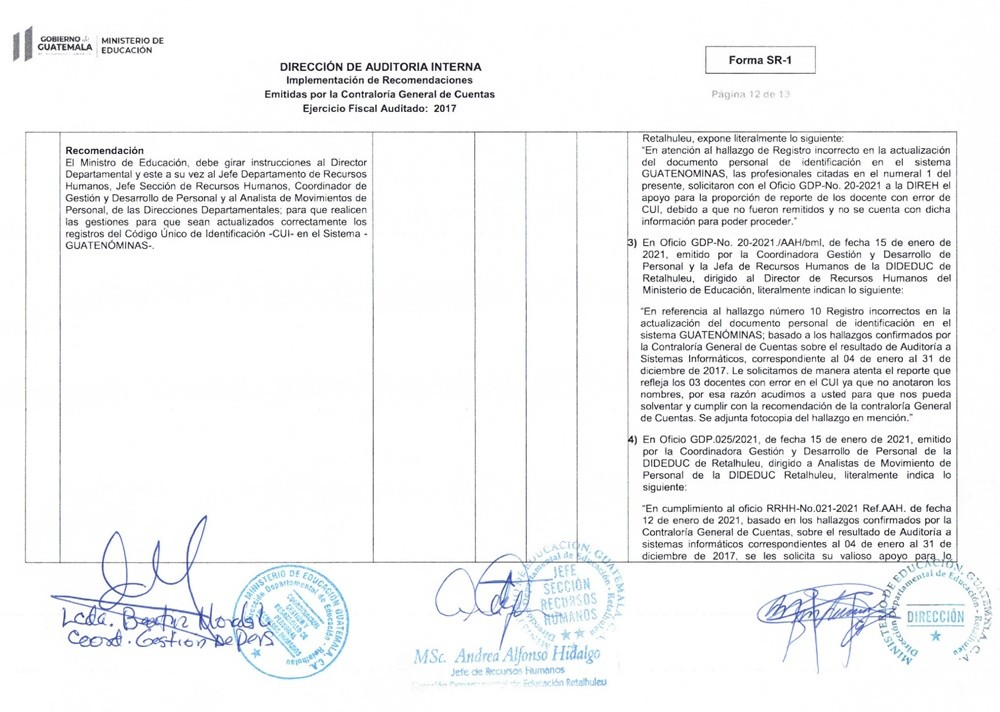 GOBIERNO de
GUATEMALA
MINISTERIO DE
EDUCACIÓN
DIRECCIÓN DE AUDITORIA INTERNA
Implementación de Recomendaciones
Emitidas por la Contraloría General de Cuentas
Ejercicio Fiscal Auditado: 2017
Forma SR-1
Página 12 de 13
Recomendación
El Ministro de Educación, debe girar instrucciones al Director
Departamental y este a su vez al Jefe Departamento de Recursos
Humanos, Jefe Sección de Recursos Humanos, Coordinador de
Gestión y Desarrollo de Personal y al Analista de Movimientos de
Personal, de las Direcciones Departamentales; para que realicen
las gestiones para que sean actualizados correctamente los
registros del Código Único de Identificación -CUI- en el Sistema -
GUATENÓMINAS-.
Retalhuleu, expone literalmente lo siguiente:
"En atención al hallazgo de Registro incorrecto en la actualización
del documento personal de identificación en el sistema
GUATENOMINAS, las profesionales citadas en el numeral 1 del
presente, solicitaron con el Oficio GDP-No. 20-2021 a la DIREH el
apoyo para la proporción de reporte de los docente con error de
CUI, debido a que no fueron remitidos y no se cuenta con dicha
información para poder proceder."
3) En Oficio GDP-No. 20-2021./AAH/bml, de fecha 15 de enero de
2021, emitido por la Coordinadora Gestión y Desarrollo de
Personal y la Jefa de Recursos Humanos de la DIDEDUC de
Retalhuleu, dirigido al Director de Recursos Humanos del
Ministerio de Educación, literalmente indican lo siguiente:
"En referencia al hallazgo número 10 Registro incorrectos en la
actualización del documento personal de identificación en el
sistema GUATENÓMINAS; basado a los hallazgos confirmados por
la Contraloría General de Cuentas sobre el resultado de Auditoría a
Sistemas Informáticos, correspondiente al 04 de enero al 31 de
diciembre de 2017. Le solicitamos de manera atenta el reporte que
refleja los 03 docentes con error en el CUI ya que no anotaron los
nombres, por esa razón acudimos a usted para que nos pueda
solventar y cumplir con la recomendación de la contraloría General
de Cuentas. Se adjunta fotocopia del hallazgo en mención."
4) En Oficio GDP.025/2021, de fecha 15 de enero de 2021, emitido
por la Coordinadora Gestión y Desarrollo de Personal de la
DIDEDUC de Retalhuleu, dirigido a Analistas de Movimiento de
Personal de la DIDEDUC Retalhuleu, literalmente indica lo
siguiente:
"En cumplimiento al oficio RRHH-No.021-2021 Ref.AAH. de fecha
12 de enero de 2021, basado en los hallazgos confirmados por la
Contraloría General de Cuentas, sobre el resultado de Auditoría a
sistemas informáticos correspondientes al 04 de enero al 31 de
diciembre de 2017, se les solicita su valioso apoyo para lo
Lcda. Beatriz
Coord. Gestion de Pers
MINISTERIO DE EDUCACIÓN GUATEMALA, C.A.
Dirección Departamental de Educación
Retalhuleu
JEFE
SECCIÓN
RECURSOS
HUMANOS
MSc. Andrea Alfonso Hidalgo
Jefe de Recursos Humanos
Dirección Departamental de Educación Retalhuleu
MINISTERIO DE EDUCACIÓN, GUATEMALA, C.A.
Dirección Departamental de Educación,
DIRECCIÓN
Retalhuleu